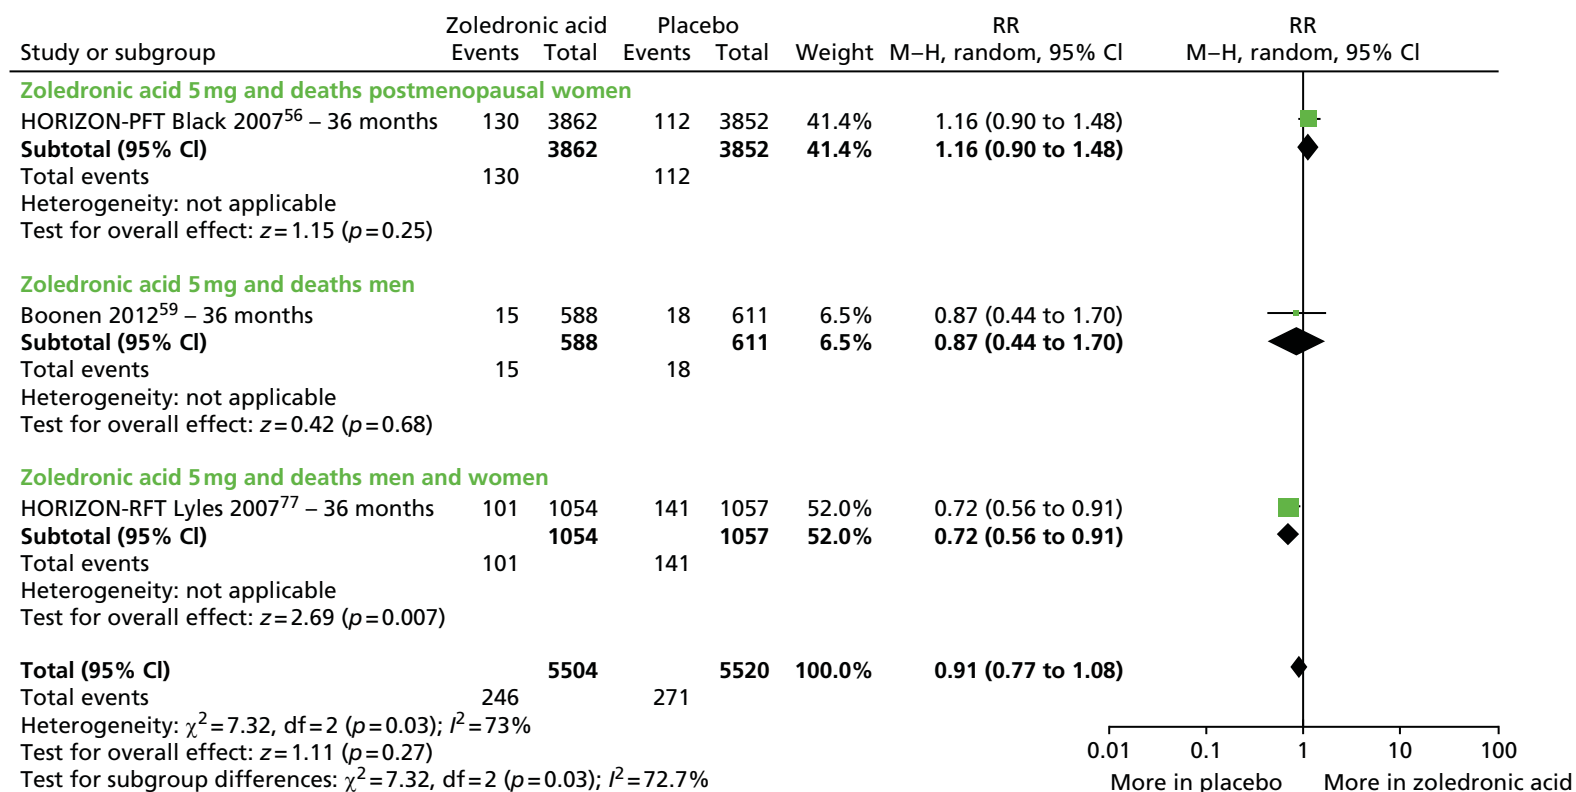 Zoledronic acid Placebo RR RR
Study or subgroup Events Total Events Total Weight M–H, random, 95% CI M–H, random, 95% CI
Zoledronic acid 5 mg and deaths postmenopausal women
HORIZON-PFT Black 2007⁵⁶ – 36 months 130 3862 112 3852 41.4% 1.16 (0.90 to 1.48)
Subtotal (95% CI) 3862 3852 41.4% 1.16 (0.90 to 1.48)
Total events 130 112
Heterogeneity: not applicable
Test for overall effect: z = 1.15 (p = 0.25)
Zoledronic acid 5 mg and deaths men
Boonen 2012⁵⁹ – 36 months 15 588 18 611 6.5% 0.87 (0.44 to 1.70)
Subtotal (95% CI) 588 611 6.5% 0.87 (0.44 to 1.70)
Total events 15 18
Heterogeneity: not applicable
Test for overall effect: z = 0.42 (p = 0.68)
Zoledronic acid 5 mg and deaths men and women
HORIZON-RFT Lyles 2007⁷⁷ – 36 months 101 1054 141 1057 52.0% 0.72 (0.56 to 0.91)
Subtotal (95% CI) 1054 1057 52.0% 0.72 (0.56 to 0.91)
Total events 101 141
Heterogeneity: not applicable
Test for overall effect: z = 2.69 (p = 0.007)
Total (95% CI) 5504 5520 100.0% 0.91 (0.77 to 1.08)
Total events 246 271
Heterogeneity: χ² = 7.32, df = 2 (p = 0.03); I² = 73%
Test for overall effect: z = 1.11 (p = 0.27)
Test for subgroup differences: χ² = 7.32, df = 2 (p = 0.03); I² = 72.7%
0.01 0.1 1 10 100
More in placebo More in zoledronic acid